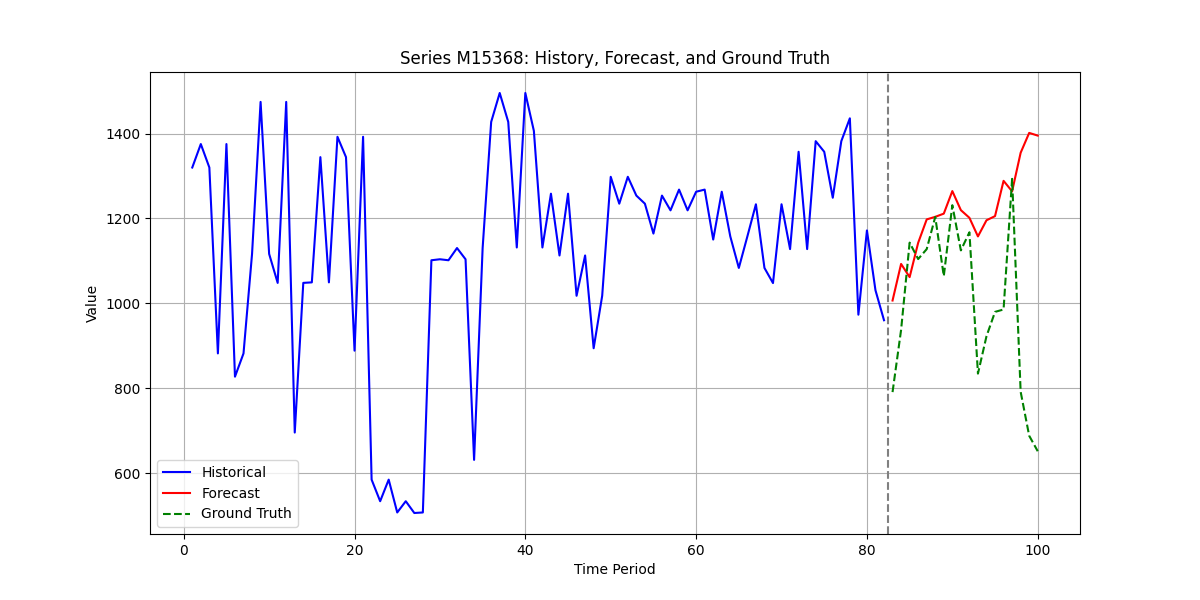 Series M15368: History, Forecast, and Ground Truth
Value
1400
1200
1000
800
600
Historical
Forecast
Ground Truth
0 20 40 60 80 100
Time Period